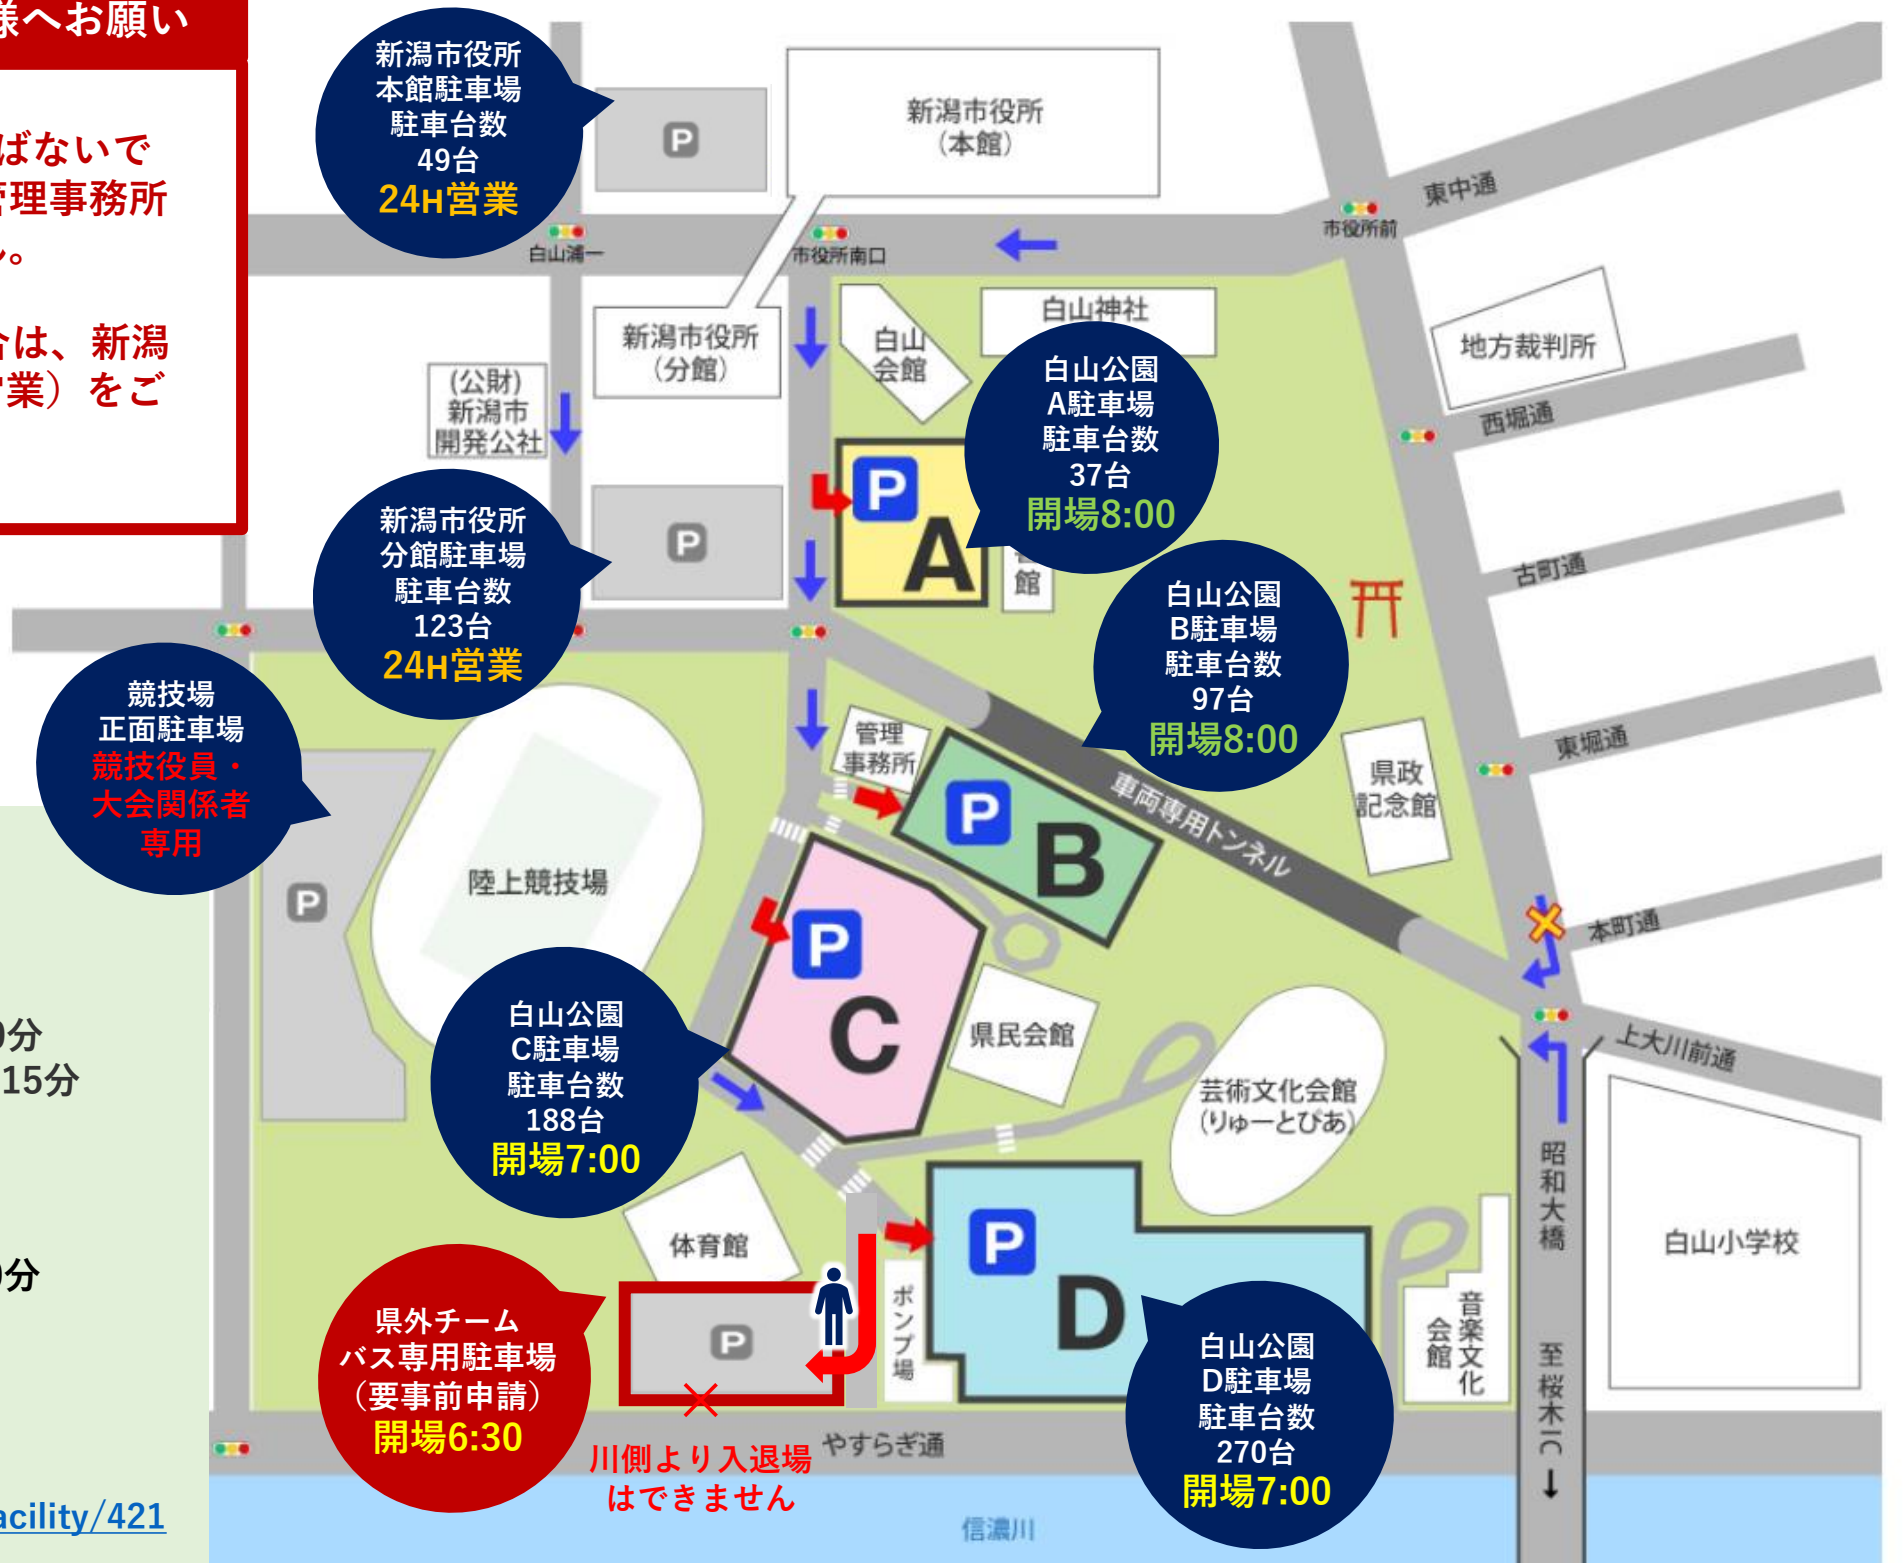 様へお願い
ばないで
管理事務所
ん。
合は、新潟
営業）をご
新潟市役所
本館駐車場
駐車台数
49台
24H営業
P
新潟市役所
（本館）
東中通
市役所前
白山浦一
市役所南口
白山神社
白山
会館
新潟市役所
（分館）
(公財)
新潟市
開発公社
地方裁判所
西堀通
白山公園
A駐車場
駐車台数
37台
開場8:00
P
A
館
新潟市役所
分館駐車場
駐車台数
123台
24H営業
P
古町通
白山公園
B駐車場
駐車台数
97台
開場8:00
競技場
正面駐車場
競技役員・
大会関係者
専用
P
管理
事務所
P
B
車両専用トンネル
県政
記念館
東堀通
本町通
陸上競技場
P
C
県民会館
白山公園
C駐車場
駐車台数
188台
開場7:00
芸術文化会館
(りゅーとぴあ)
上大川前通
昭和大橋
至桜木IC
白山小学校
0分
15分
0分
acility/421
体育館
県外チーム
バス専用駐車場
（要事前申請）
開場6:30
P
ポンプ場
P
D
白山公園
D駐車場
駐車台数
270台
開場7:00
音楽文化
会館
川側より入退場
はできません
やすらぎ通
信濃川